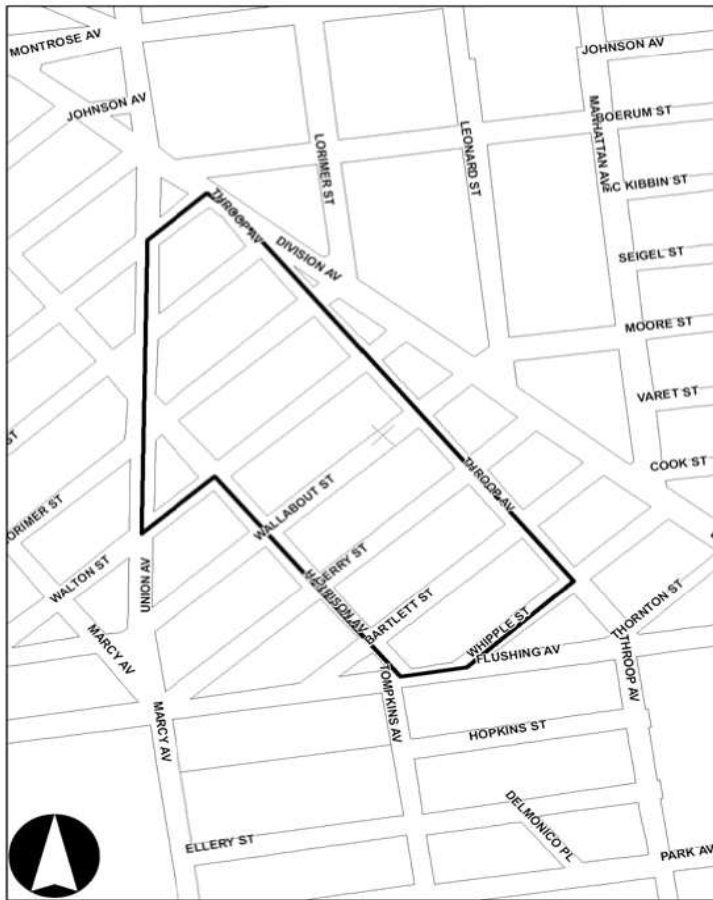 MONTROSE AV
JOHNSON AV
JOHNSON AV
MANHATTAN AV
BOERUM ST
LORIMER ST
LEONARD ST
MC KIBBIN ST
THROOP AV
DIVISION AV
SEIGEL ST
MOORE ST
VARET ST
ST
COOK ST
THROOP AV
LORIMER ST
WALLABOUT ST
WALTON ST
UNION AV
GERRY ST
HARRISON AV
BARTLETT ST
WHIPPLE ST
THORNTON ST
MARCY AV
FLUSHING AV
THROOP AV
TOMPKINS AV
MARCY AV
HOPKINS ST
DELMONICO PL
ELLERY ST
PARK AV